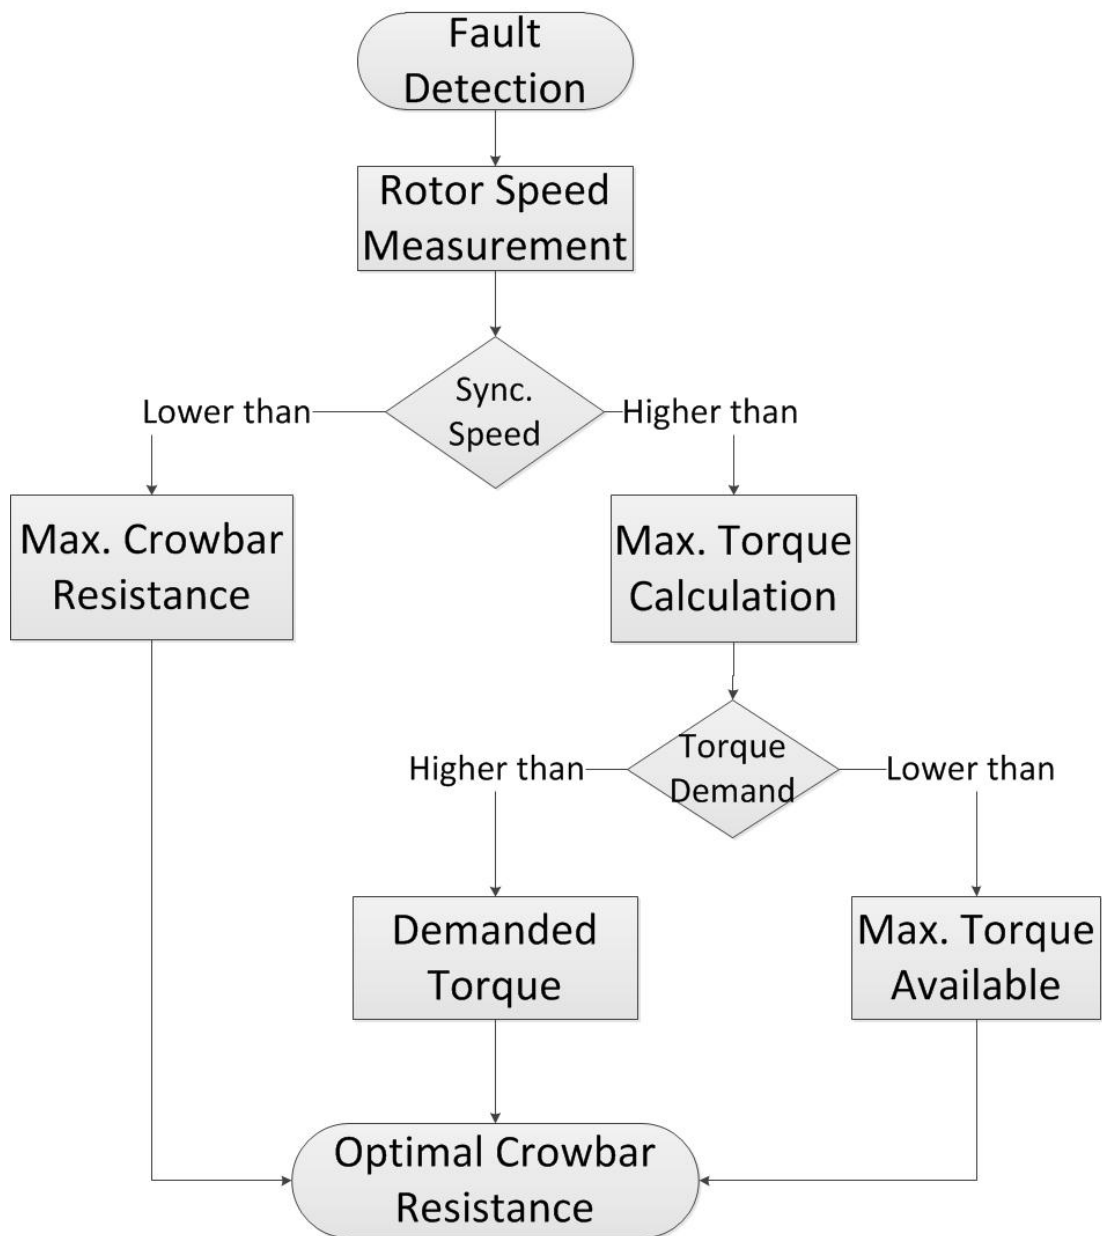 Fault
Detection
Rotor Speed
Measurement
Sync.
Speed
Lower than
Higher than
Max. Crowbar
Resistance
Max. Torque
Calculation
Torque
Demand
Higher than
Lower than
Demanded
Torque
Max. Torque
Available
Optimal Crowbar
Resistance